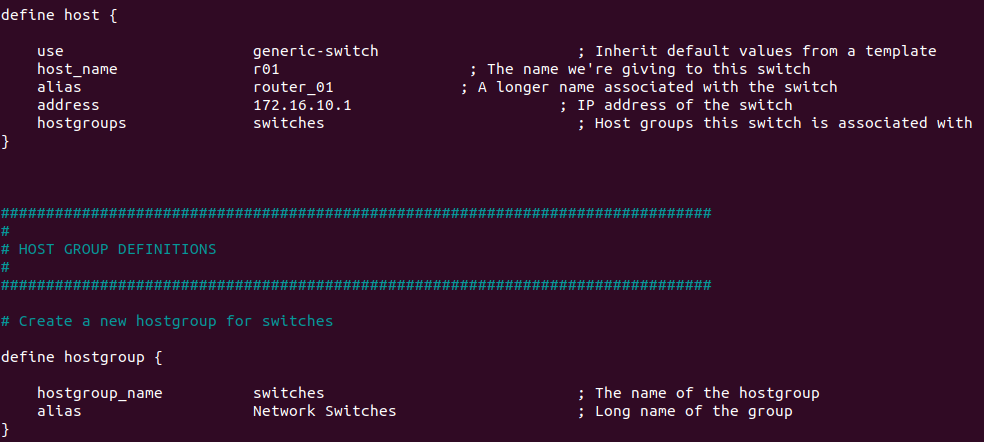 define host {
    use                     generic-switch                      ; Inherit default values from a template
    host_name               r01                     ; The name we're giving to this switch
    alias                   router_01              ; A longer name associated with the switch
    address                 172.16.10.1                       ; IP address of the switch
    hostgroups              switches                            ; Host groups this switch is associated with
}
###############################################################################
#
# HOST GROUP DEFINITIONS
#
###############################################################################
# Create a new hostgroup for switches
define hostgroup {
    hostgroup_name          switches                            ; The name of the hostgroup
    alias                   Network Switches                    ; Long name of the group
}